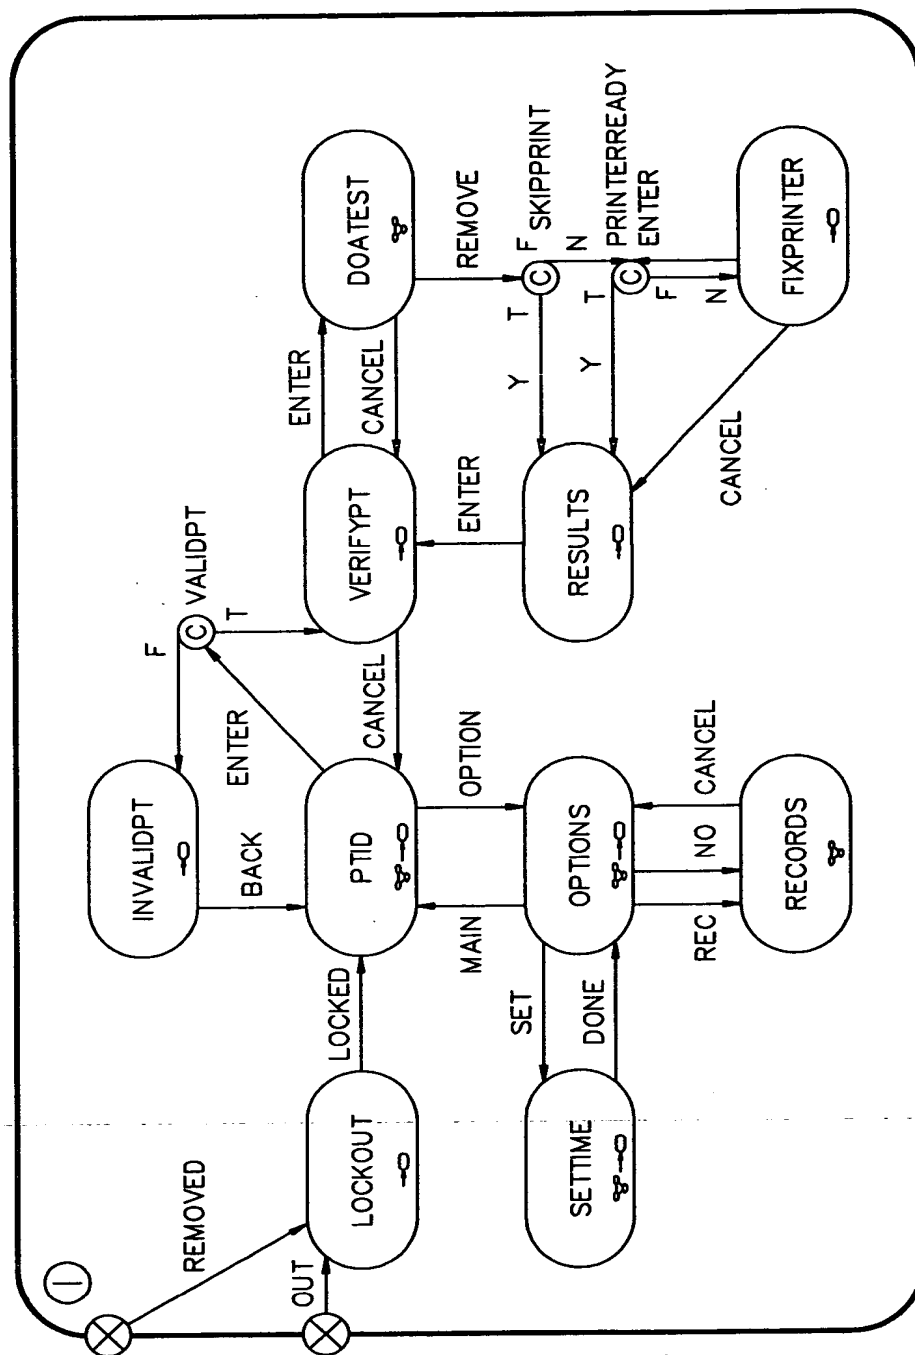 I
REMOVED
OUT
LOCKOUT
LOCKED
INVALIDPT
BACK
ENTER
F
C
VALIDPT
T
PTID
CANCEL
VERIFYPT
ENTER
CANCEL
DOATEST
REMOVE
MAIN
OPTION
SET
DONE
SETTIME
OPTIONS
REC
NO
CANCEL
RECORDS
ENTER
RESULTS
Y
T
C
F
SKIPPRINT
N
Y
T
C
PRINTERREADY
ENTER
F
N
CANCEL
FIXPRINTER